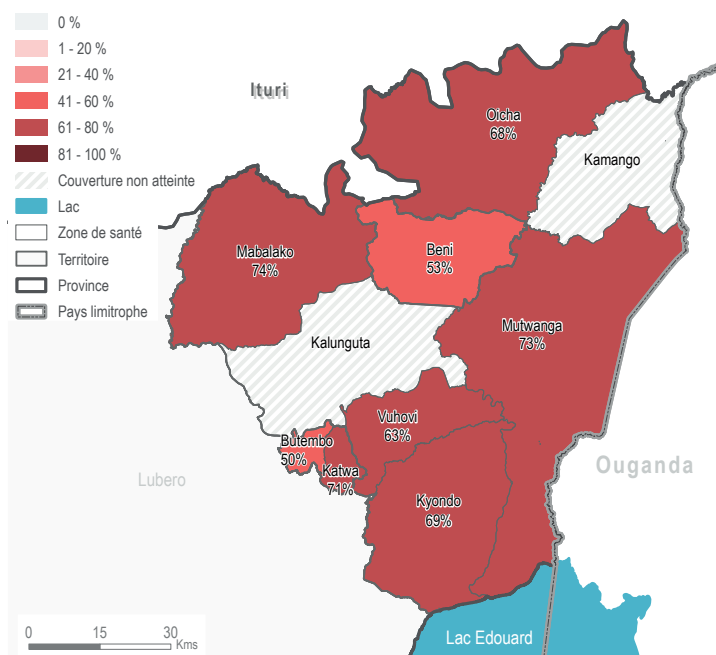 0 %
1 - 20 %
21 - 40 %
41 - 60 %
61 - 80 %
81 - 100 %
Couverture non atteinte
Lac
Zone de santé
Territoire
Province
Pays limitrophe
Ituri
Oicha
68%
Kamango
Mabalako
74%
Beni
53%
Mutwanga
73%
Kalunguta
Vuhovi
63%
Butembo
50%
Katwa
71%
Kyondo
69%
Lubero
Ouganda
Lac Edouard
0 15 30
Kms